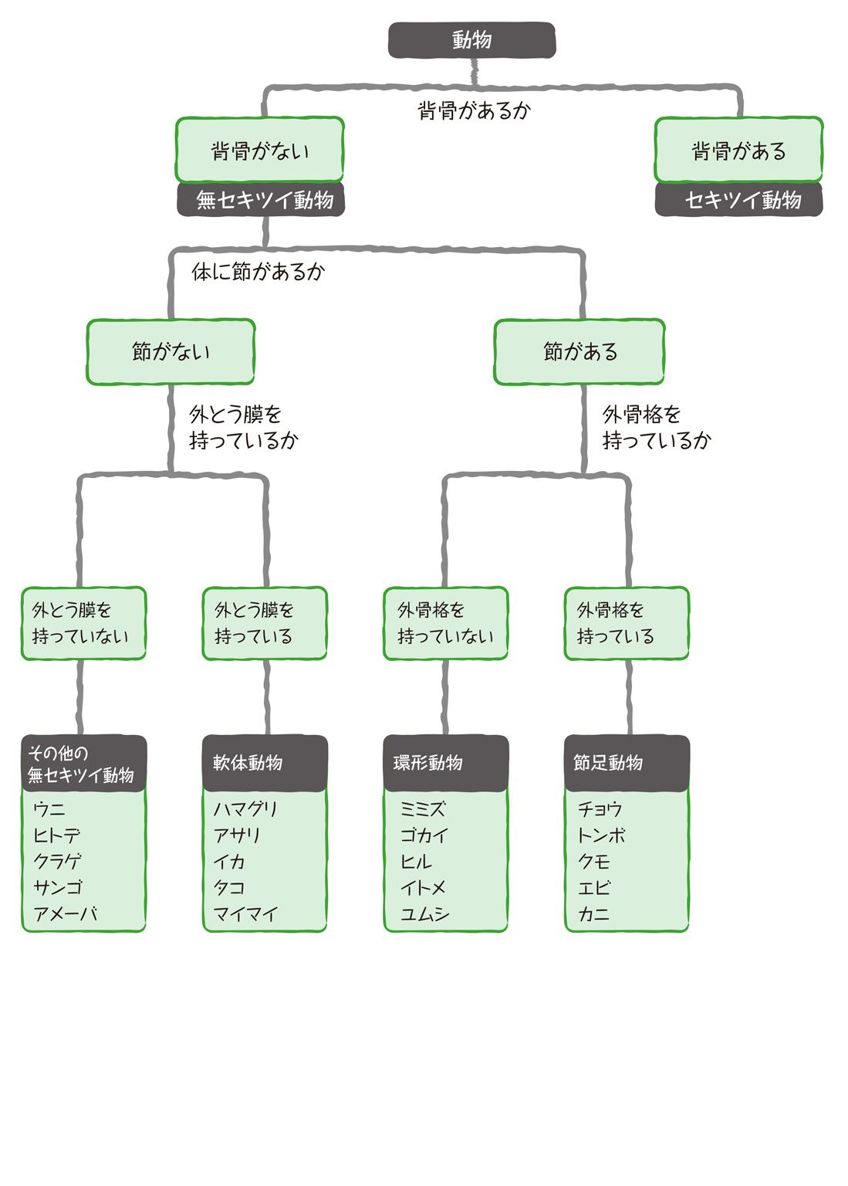 動物
背骨があるか
背骨がない
背骨がある
無セキツイ動物
セキツイ動物
体に節があるか
節がない
節がある
外とう膜を
持っているか
外骨格を
持っているか
外とう膜を
持っていない
外とう膜を
持っている
外骨格を
持っていない
外骨格を
持っている
その他の
無セキツイ動物
ウニ
ヒトデ
クラゲ
サンゴ
アメーバ
軟体動物
ハマグリ
アサリ
イカ
タコ
マイマイ
環形動物
ミミズ
ゴカイ
ヒル
イトメ
ユムシ
節足動物
チョウ
トンボ
クモ
エビ
カニ